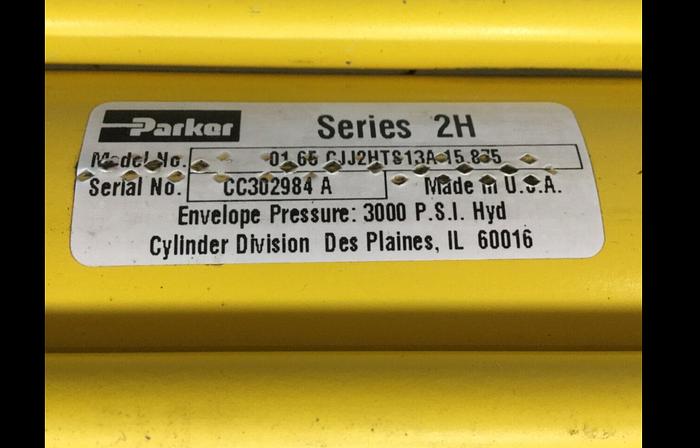 Parker Series 2H
Model No. 01.65 CJJ2HTS13A 15.875
Serial No. CC302984 A Made in U.S.A.
Envelope Pressure: 3000 P.S.I. Hyd
Cylinder Division Des Plaines, IL 60016